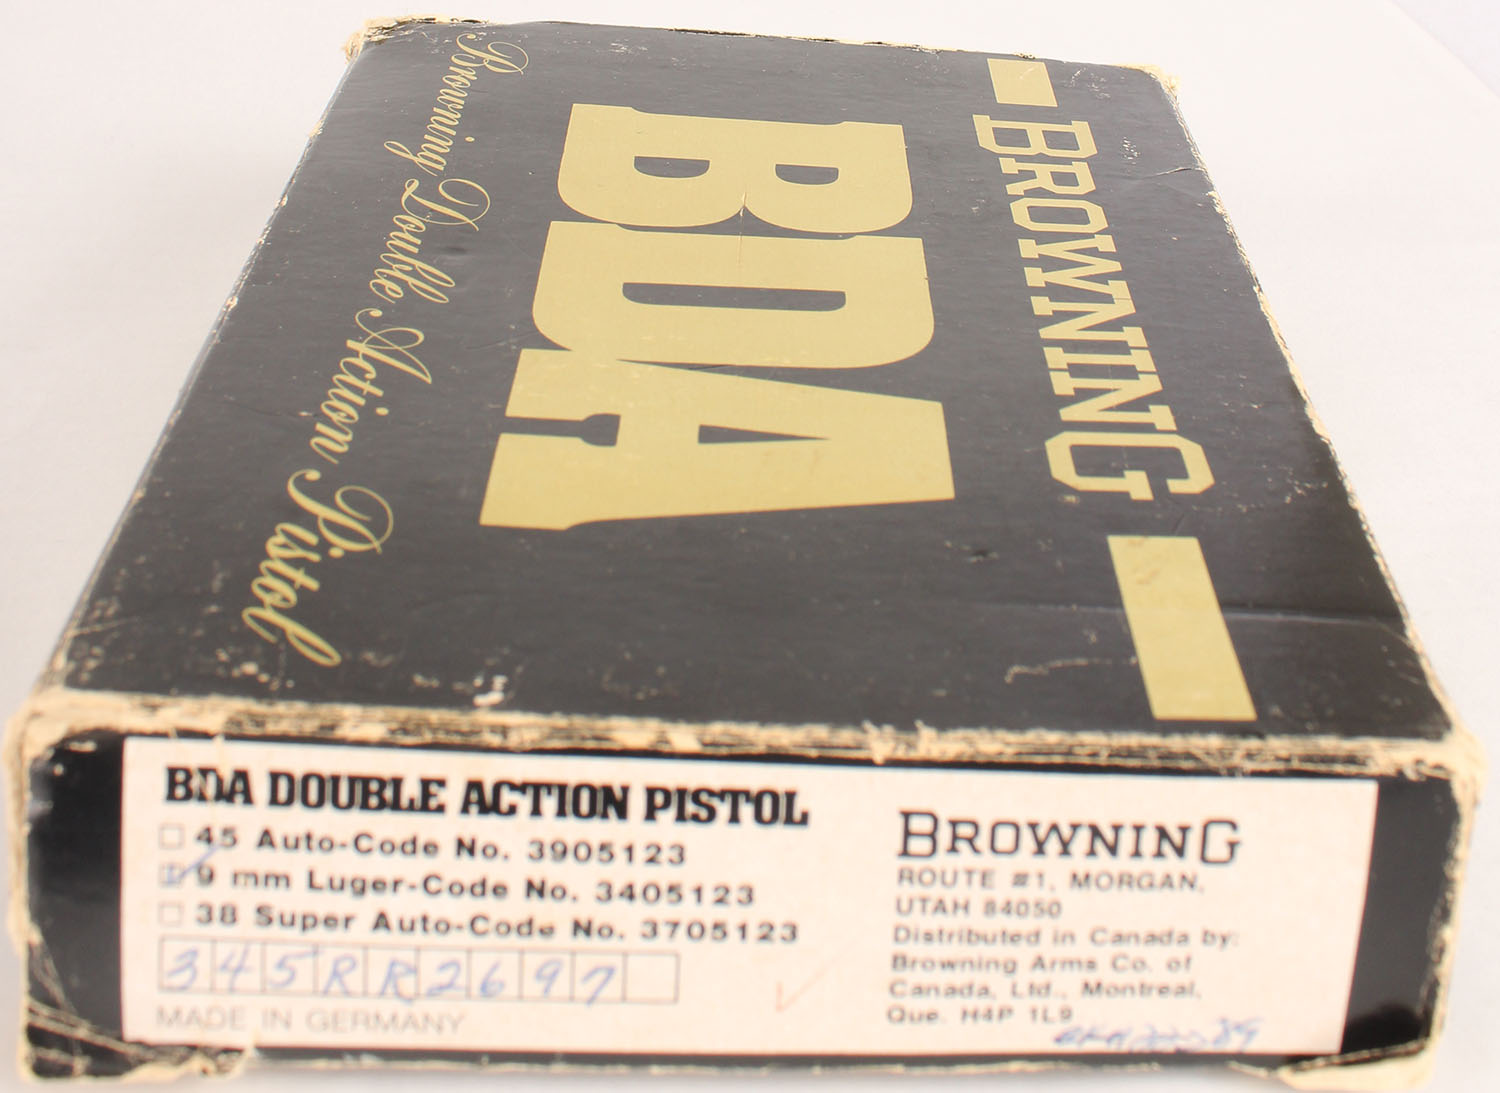 BROWNING
BDA
Browning Double Action Pistol
BDA DOUBLE ACTION PISTOL
45 Auto-Code No. 3905123
9 mm Luger-Code No. 3405123
38 Super Auto-Code No. 3705123
345RR2697
MADE IN GERMANY
BROWNING
ROUTE #1, MORGAN,
UTAH 84050
Distributed in Canada by:
Browning Arms Co. of
Canada, Ltd., Montreal,
Que. H4P 1L9